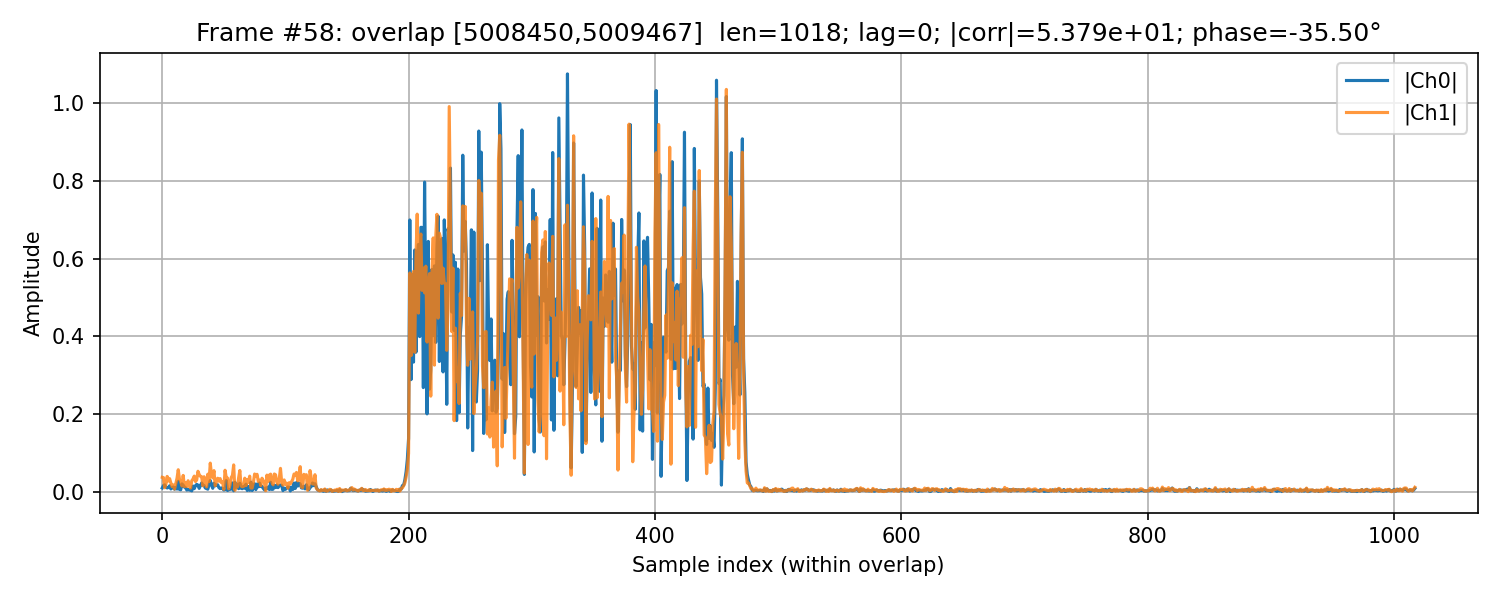 Frame #58: overlap [5008450,5009467]  len=1018; lag=0; |corr|=5.379e+01; phase=-35.50°
|Ch0|
|Ch1|
Amplitude
1.0
0.8
0.6
0.4
0.2
0.0
0 200 400 600 800 1000
Sample index (within overlap)